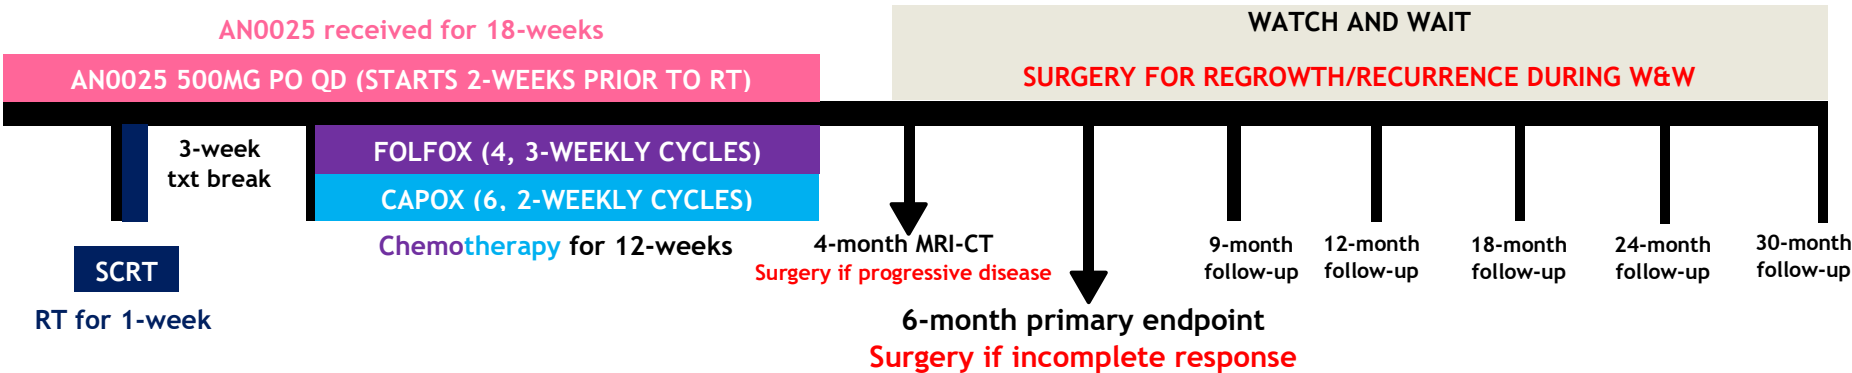 AN0025 received for 18-weeks
AN0025 500MG PO QD (STARTS 2-WEEKS PRIOR TO RT)
WATCH AND WAIT
SURGERY FOR REGROWTH/RECURRENCE DURING W&W
3-week
txt break
FOLFOX (4, 3-WEEKLY CYCLES)
CAPOX (6, 2-WEEKLY CYCLES)
Chemotherapy for 12-weeks
SCRT
RT for 1-week
4-month MRI-CT
Surgery if progressive disease
6-month primary endpoint
Surgery if incomplete response
9-month
follow-up
12-month
follow-up
18-month
follow-up
24-month
follow-up
30-month
follow-up